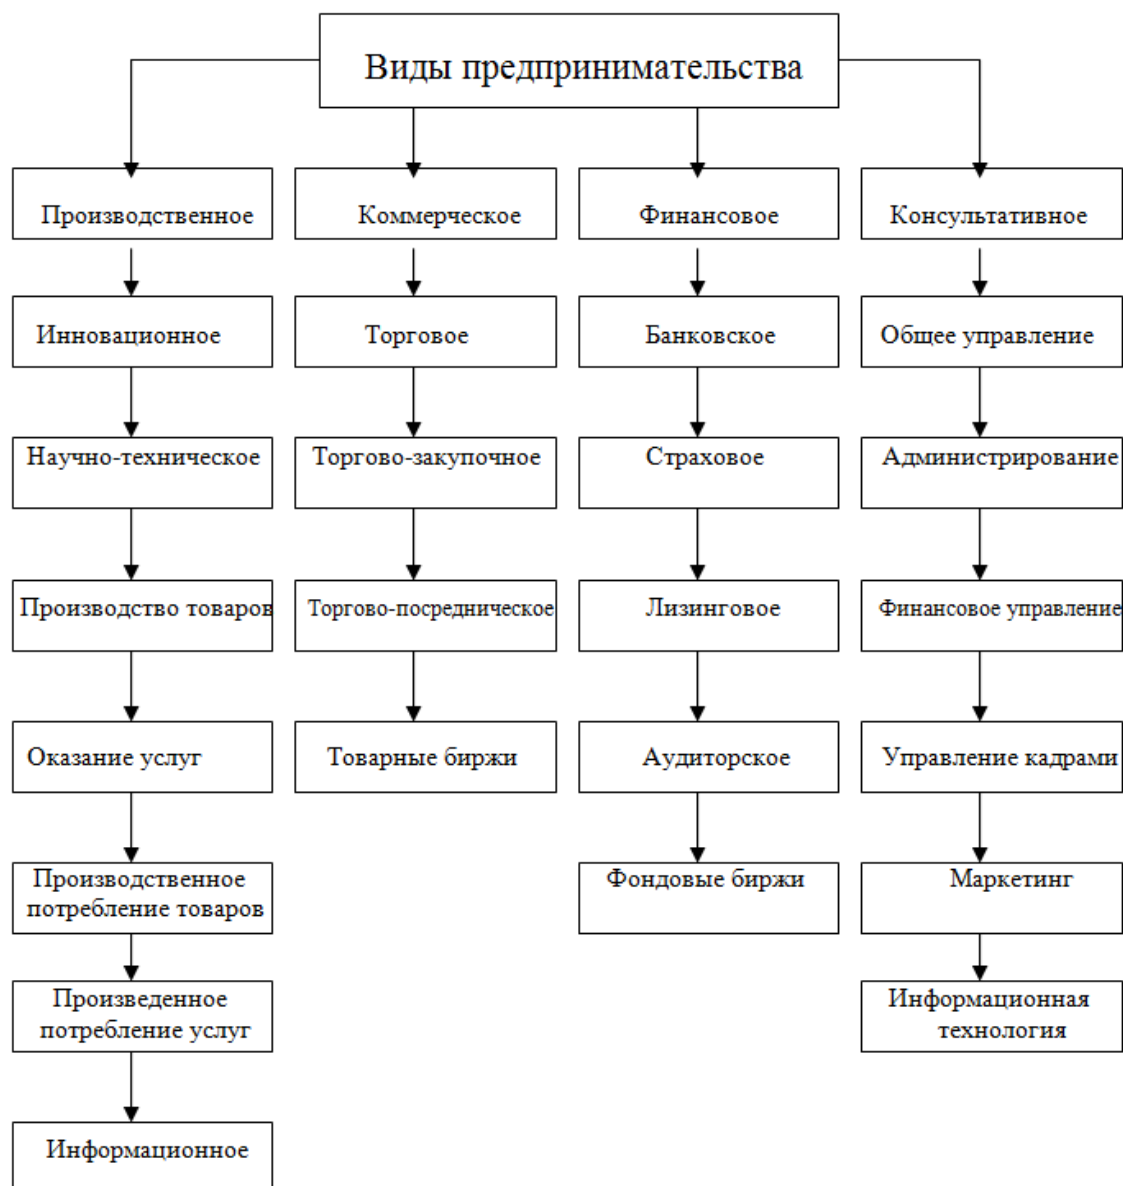 Виды предпринимательства
Производственное
Коммерческое
Финансовое
Консультативное
Инновационное
Торговое
Банковское
Общее управление
Научно-техническое
Торгово-закупочное
Страховое
Администрирование
Производство товаров
Торгово-посредническое
Лизинговое
Финансовое управление
Оказание услуг
Товарные биржи
Аудиторское
Управление кадрами
Производственное
потребление товаров
Фондовые биржи
Маркетинг
Произведенное
потребление услуг
Информационная
технология
Информационное